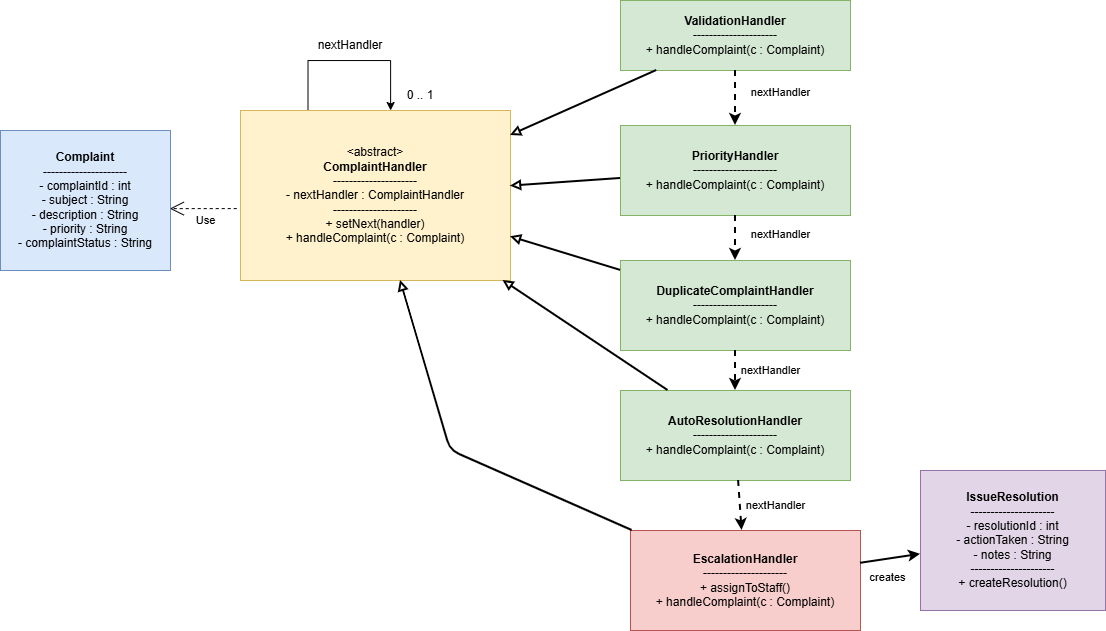 nextHandler
0 .. 1
Complaint
---------------------
- complaintId : int
- subject : String
- description : String
- priority : String
- complaintStatus : String
Use
<abstract>
ComplaintHandler
---------------------
- nextHandler : ComplaintHandler
---------------------
+ setNext(handler)
+ handleComplaint(c : Complaint)
ValidationHandler
---------------------
+ handleComplaint(c : Complaint)
nextHandler
PriorityHandler
---------------------
+ handleComplaint(c : Complaint)
nextHandler
DuplicateComplaintHandler
---------------------
+ handleComplaint(c : Complaint)
nextHandler
AutoResolutionHandler
---------------------
+ handleComplaint(c : Complaint)
nextHandler
EscalationHandler
---------------------
+ assignToStaff()
+ handleComplaint(c : Complaint)
creates
IssueResolution
---------------------
- resolutionId : int
- actionTaken : String
- notes : String
---------------------
+ createResolution()